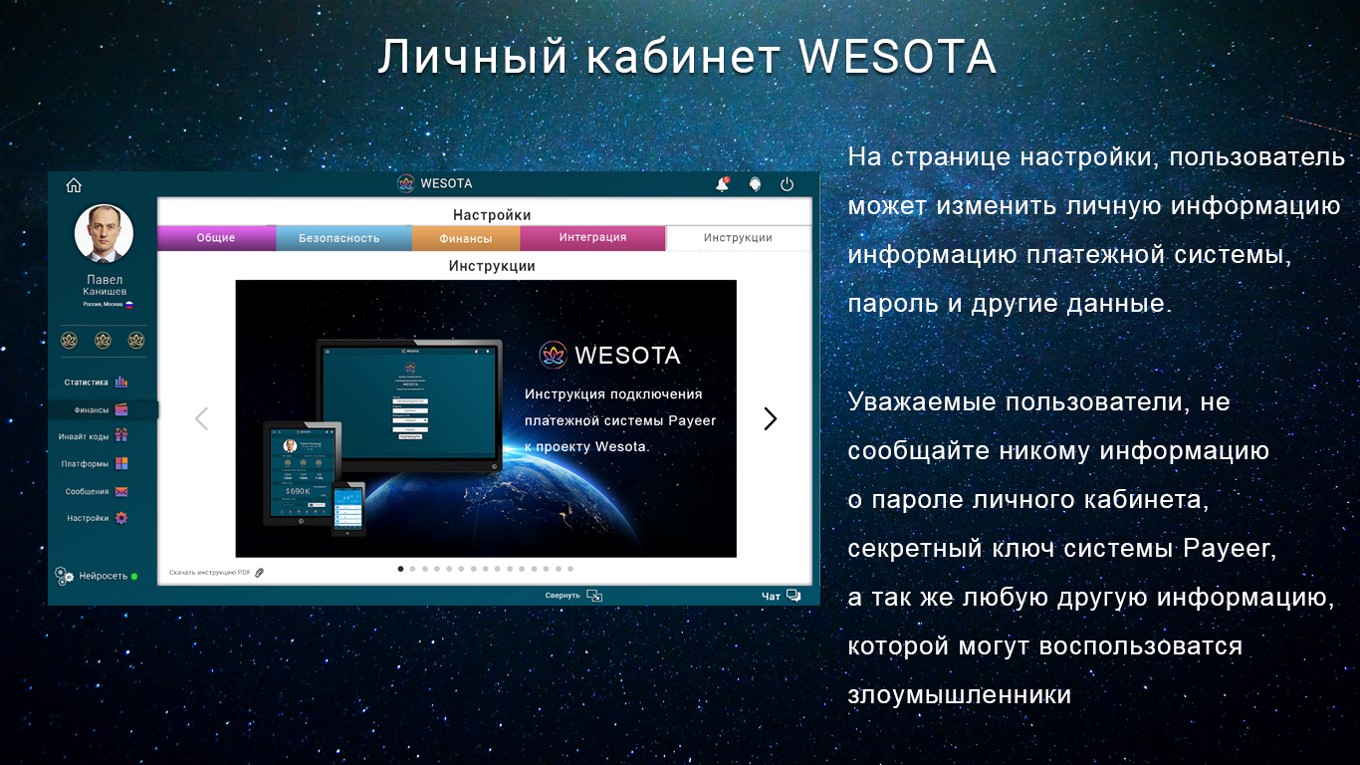 Личный кабинет WESOTA
WESOTA
Павел
Канишев
Россия, Москва
Статистика
Финансы
Инвайт коды
Платформы
Сообщения
Настройки
Нейросеть
Настройки
Общие
Безопасность
Финансы
Интеграция
Инструкции
Инструкции
WESOTA
Инструкция подключения
платежной системы Payeer
к проекту Wesota.
$690K
Скачать инструкцию PDF
Свернуть
Чат
На странице настройки, пользователь
может изменить личную информацию
информацию платежной системы,
пароль и другие данные.
Уважаемые пользователи, не
сообщайте никому информацию
о пароле личного кабинета,
секретный ключ системы Payeer,
а так же любую другую информацию,
которой могут воспользоватся
злоумышленники